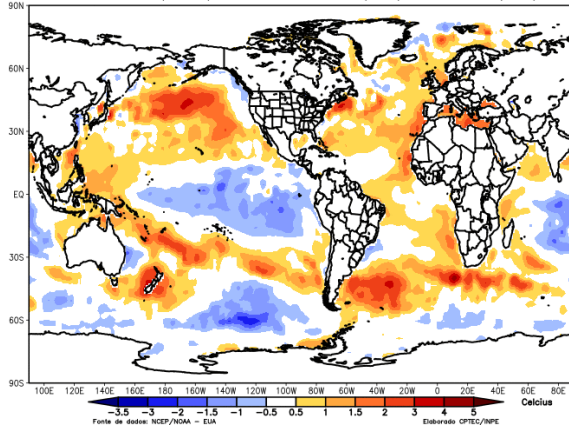 90N
60N
30N
EQ
30S
60S
90S
100E 120E 140E 160E 180 160W 140W 120W 100W 80W 60W 40W 20W 0 20E 40E 60E 80E
Celcius
-3.5 -3 -2 -1.5 -1 -0.5 0.5 1 1.5 2 3 4 5
Fonte de dados: NCEP/NOAA - EUA Elaborado CPTEC/INPE